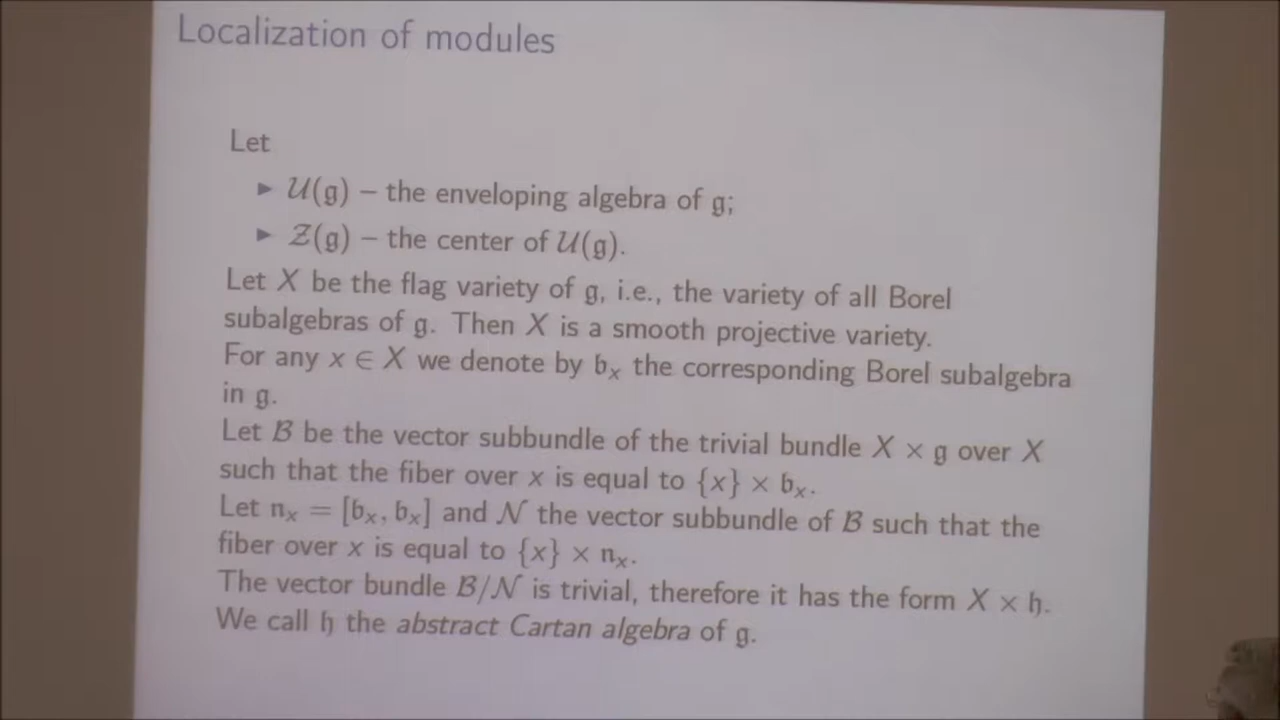 Localization of modules
Let
▶ 𝒰(𝔤) – the enveloping algebra of 𝔤;
▶ 𝒵(𝔤) – the center of 𝒰(𝔤).
Let X be the flag variety of 𝔤, i.e., the variety of all Borel
subalgebras of 𝔤. Then X is a smooth projective variety.
For any x ∈ X we denote by 𝔟ₓ the corresponding Borel subalgebra
in 𝔤.
Let ℬ be the vector subbundle of the trivial bundle X × 𝔤 over X
such that the fiber over x is equal to {x} × 𝔟ₓ.
Let 𝔫ₓ = [𝔟ₓ, 𝔟ₓ] and 𝒩 the vector subbundle of ℬ such that the
fiber over x is equal to {x} × 𝔫ₓ.
The vector bundle ℬ/𝒩 is trivial, therefore it has the form X × 𝔥.
We call 𝔥 the abstract Cartan algebra of 𝔤.